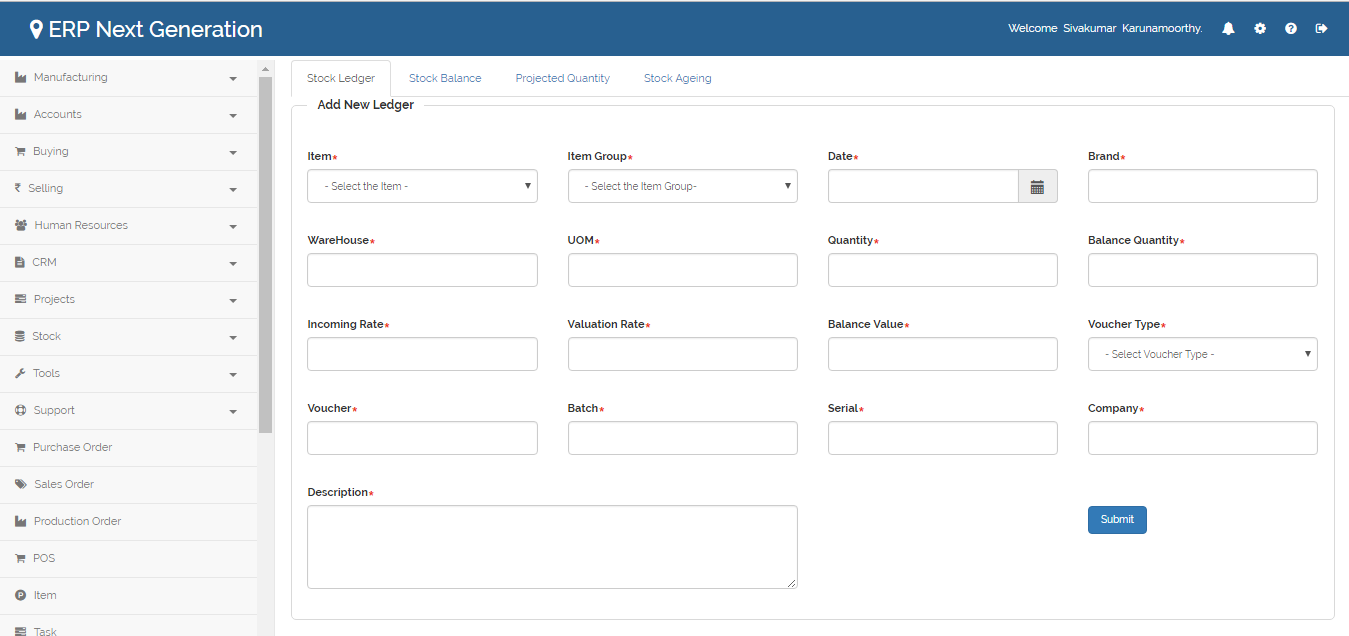 ERP Next Generation
Welcome Sivakumar Karunamoorthy.
Manufacturing
Accounts
Buying
Selling
Human Resources
CRM
Projects
Stock
Tools
Support
Purchase Order
Sales Order
Production Order
POS
Item
Task
Stock Ledger Stock Balance Projected Quantity Stock Ageing
Add New Ledger
Item* Item Group* Date* Brand*
- Select the Item - - Select the Item Group-
WareHouse* UOM* Quantity* Balance Quantity*
Incoming Rate* Valuation Rate* Balance Value* Voucher Type*
- Select Voucher Type -
Voucher* Batch* Serial* Company*
Description*
Submit